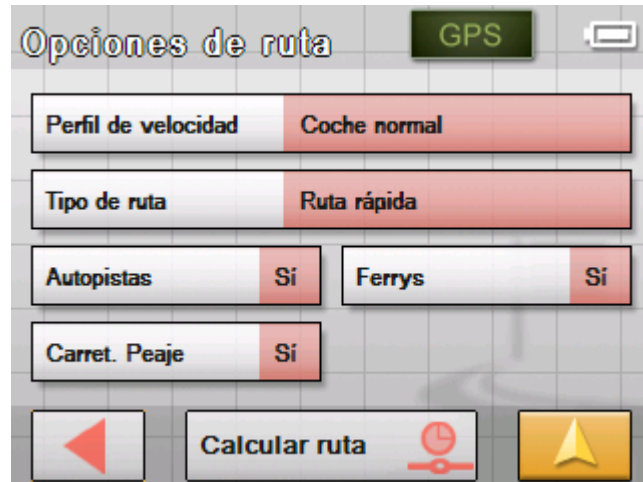 Opciones de ruta GPS
Perfil de velocidad Coche normal
Tipo de ruta Ruta rápida
Autopistas Sí Ferrys Sí
Carret. Peaje Sí
Calcular ruta